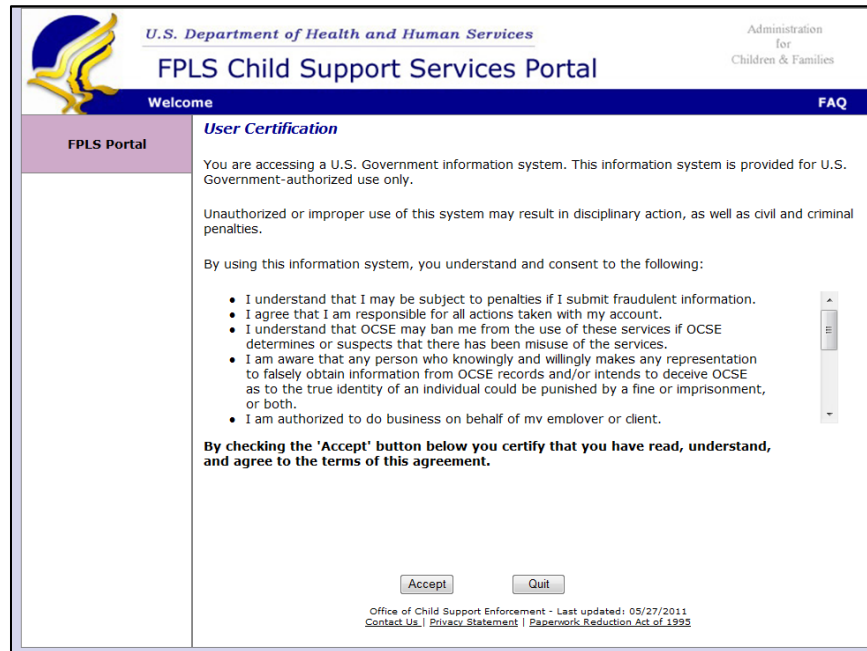 U.S. Department of Health and Human Services
FPLS Child Support Services Portal
Administration
for
Children & Families
Welcome
FAQ
FPLS Portal
User Certification
You are accessing a U.S. Government information system. This information system is provided for U.S.
Government-authorized use only.
Unauthorized or improper use of this system may result in disciplinary action, as well as civil and criminal
penalties.
By using this information system, you understand and consent to the following:
• I understand that I may be subject to penalties if I submit fraudulent information.
• I agree that I am responsible for all actions taken with my account.
• I understand that OCSE may ban me from the use of these services if OCSE
determines or suspects that there has been misuse of the services.
• I am aware that any person who knowingly and willingly makes any representation
to falsely obtain information from OCSE records and/or intends to deceive OCSE
as to the true identity of an individual could be punished by a fine or imprisonment,
or both.
• I am authorized to do business on behalf of my employer or client.
By checking the 'Accept' button below you certify that you have read, understand,
and agree to the terms of this agreement.
Accept
Quit
Office of Child Support Enforcement - Last updated: 05/27/2011
Contact Us | Privacy Statement | Paperwork Reduction Act of 1995